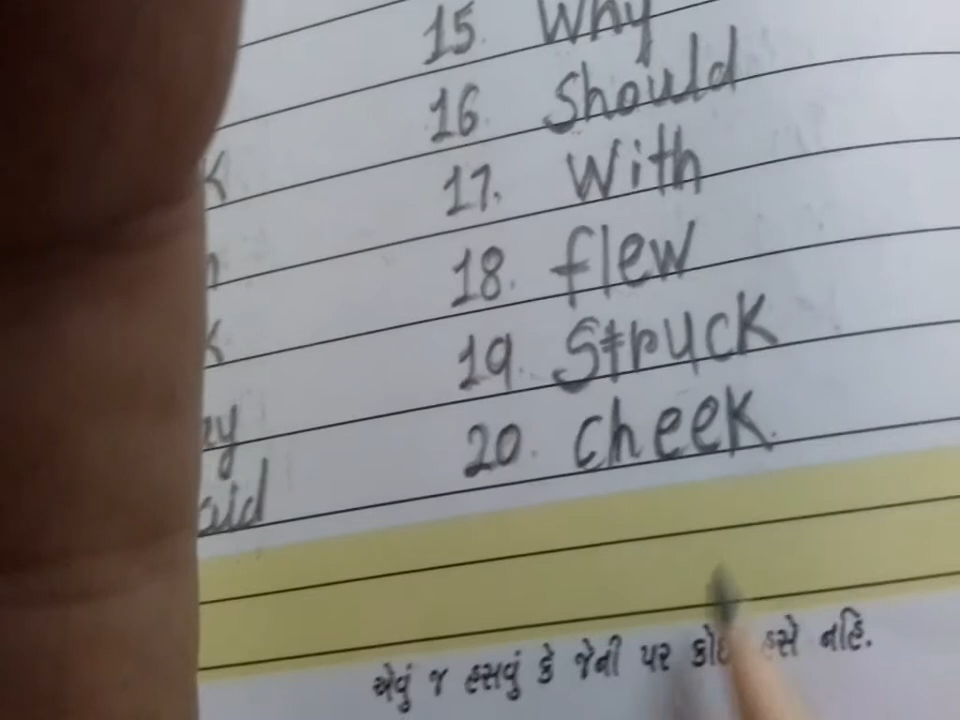 15. Why
16 Should
17. With
18. flew
19. Struck
20. cheek.
એવું જ હસવું કે જેની પર હસે નહિ.